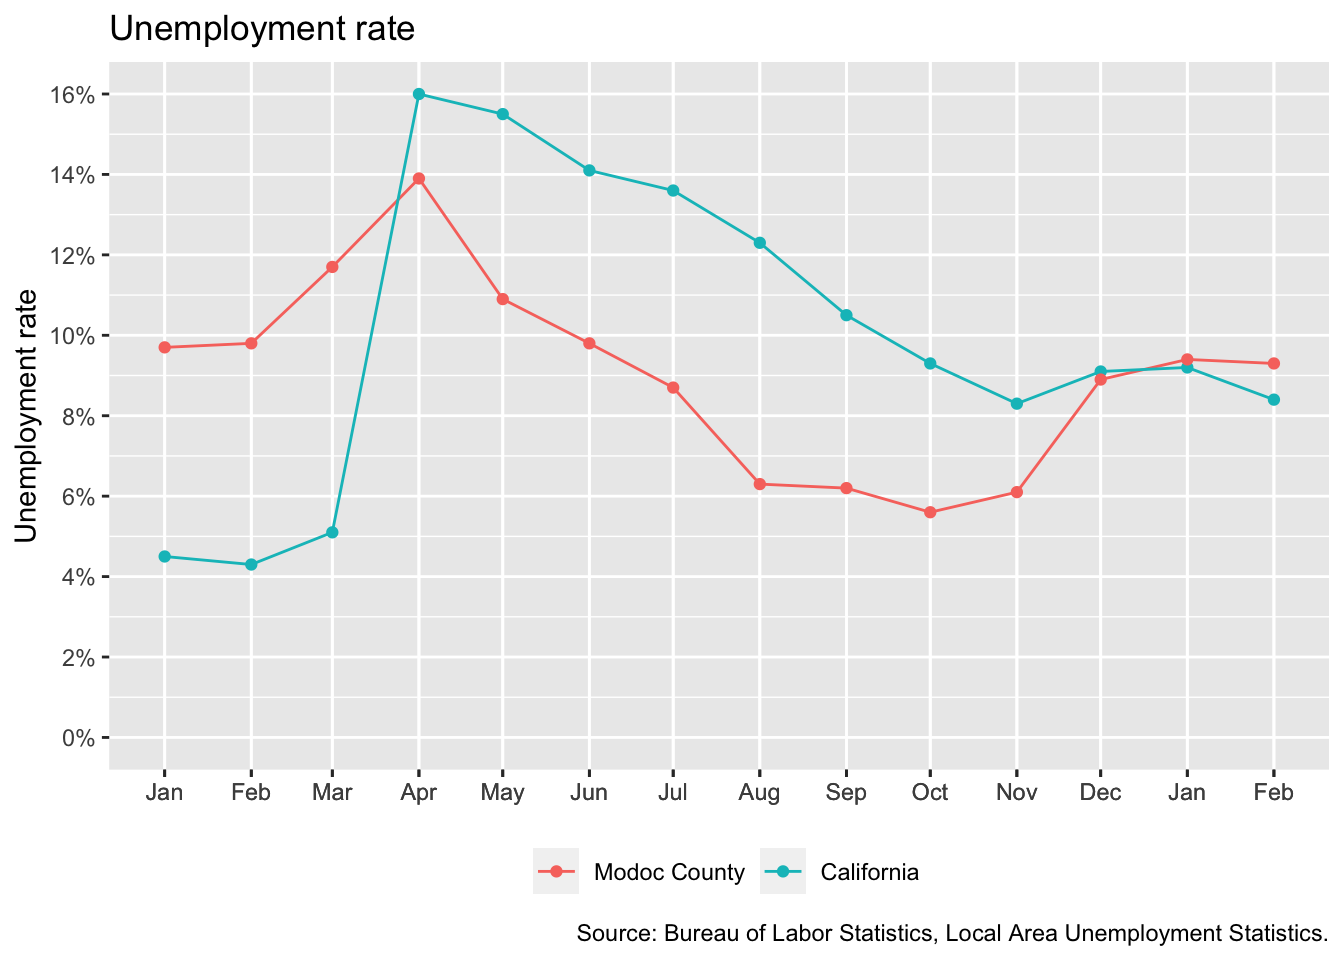 Unemployment rate
Unemployment rate
16%
14%
12%
10%
8%
6%
4%
2%
0%
Jan Feb Mar Apr May Jun Jul Aug Sep Oct Nov Dec Jan Feb
Modoc County California
Source: Bureau of Labor Statistics, Local Area Unemployment Statistics.